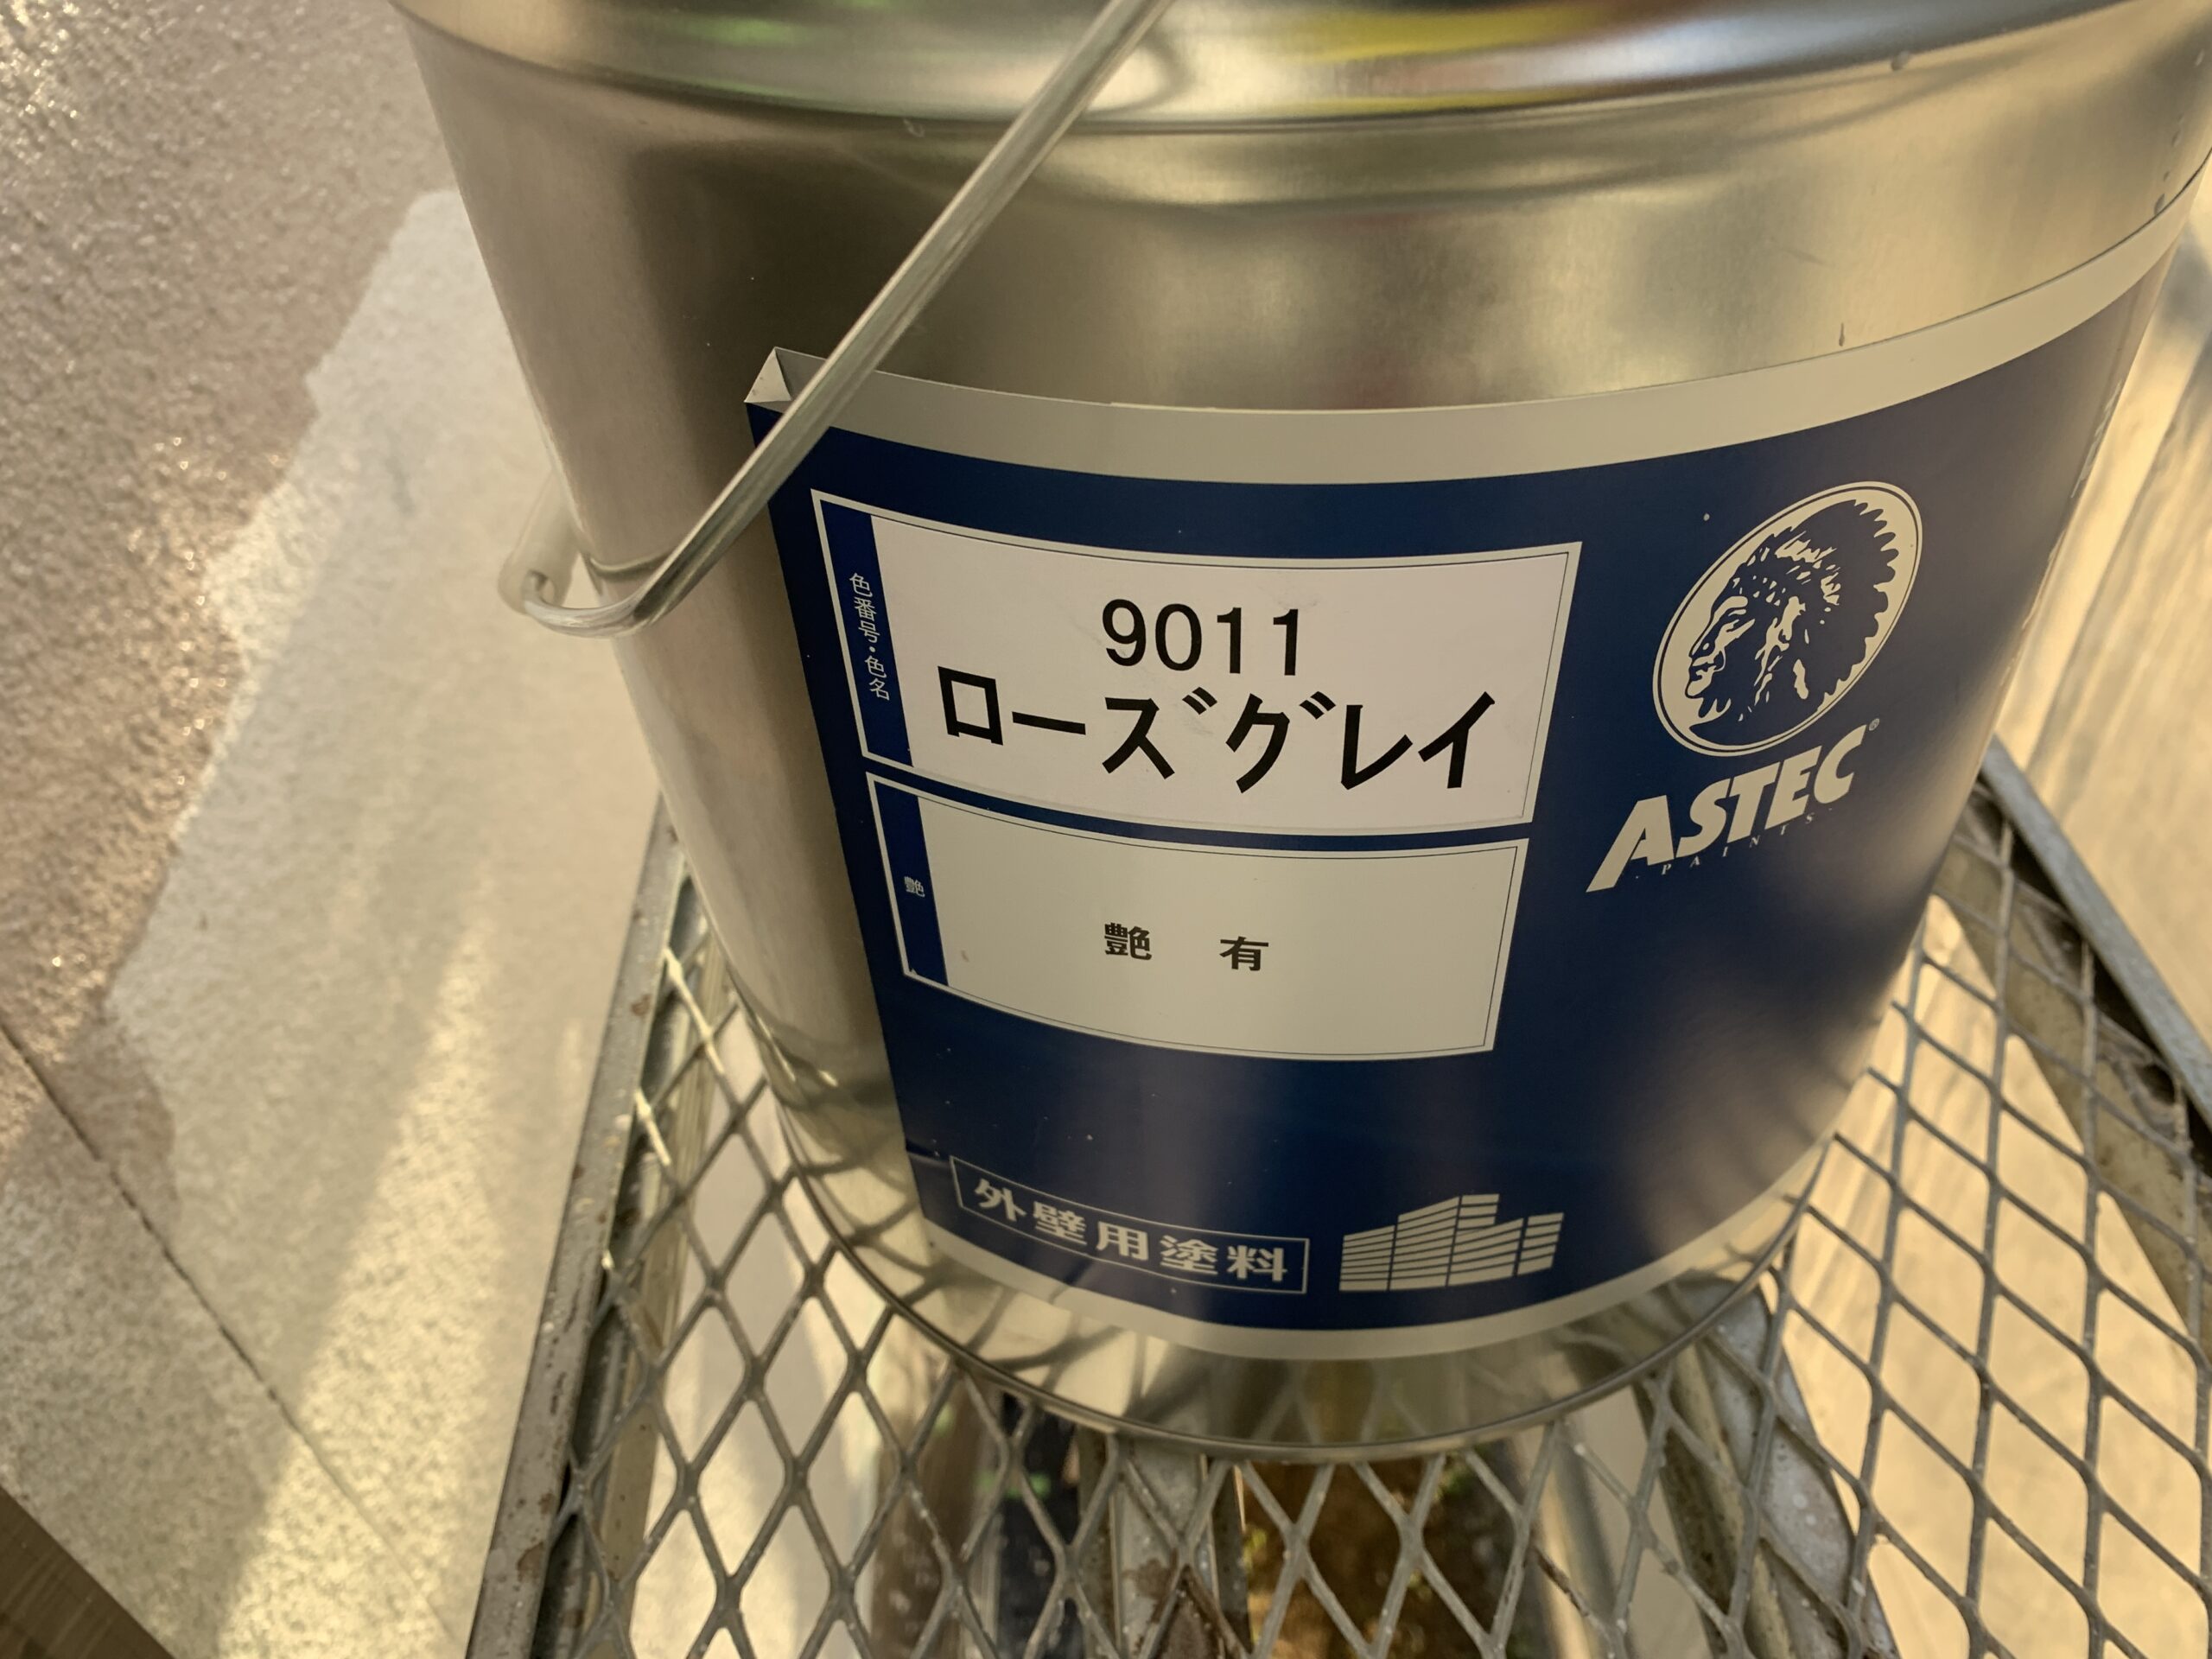 色番号・色名
9011
ローズグレイ
艶
艶 有
ASTEC®
・PAINTS・
外壁用塗料